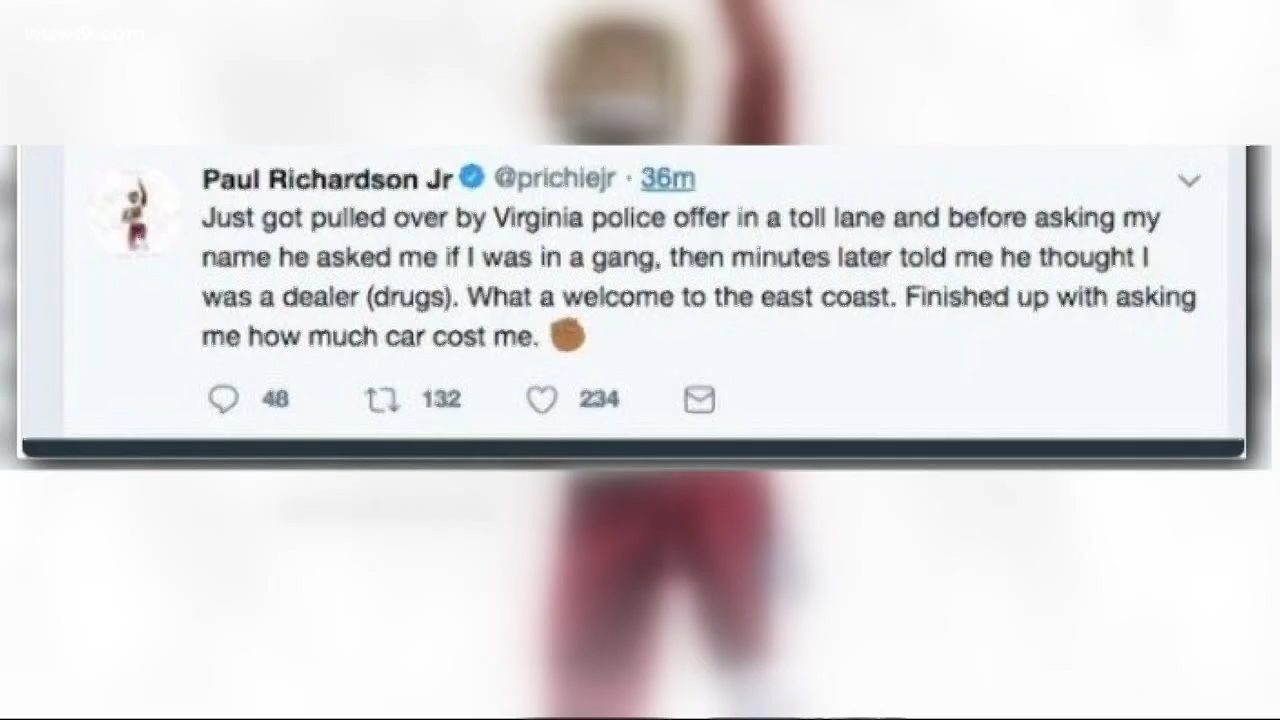 wusa9.com
Paul Richardson Jr @prichiejr · 36m
Just got pulled over by Virginia police offer in a toll lane and before asking my
name he asked me if I was in a gang, then minutes later told me he thought I
was a dealer (drugs). What a welcome to the east coast. Finished up with asking
me how much car cost me.
48 132 234